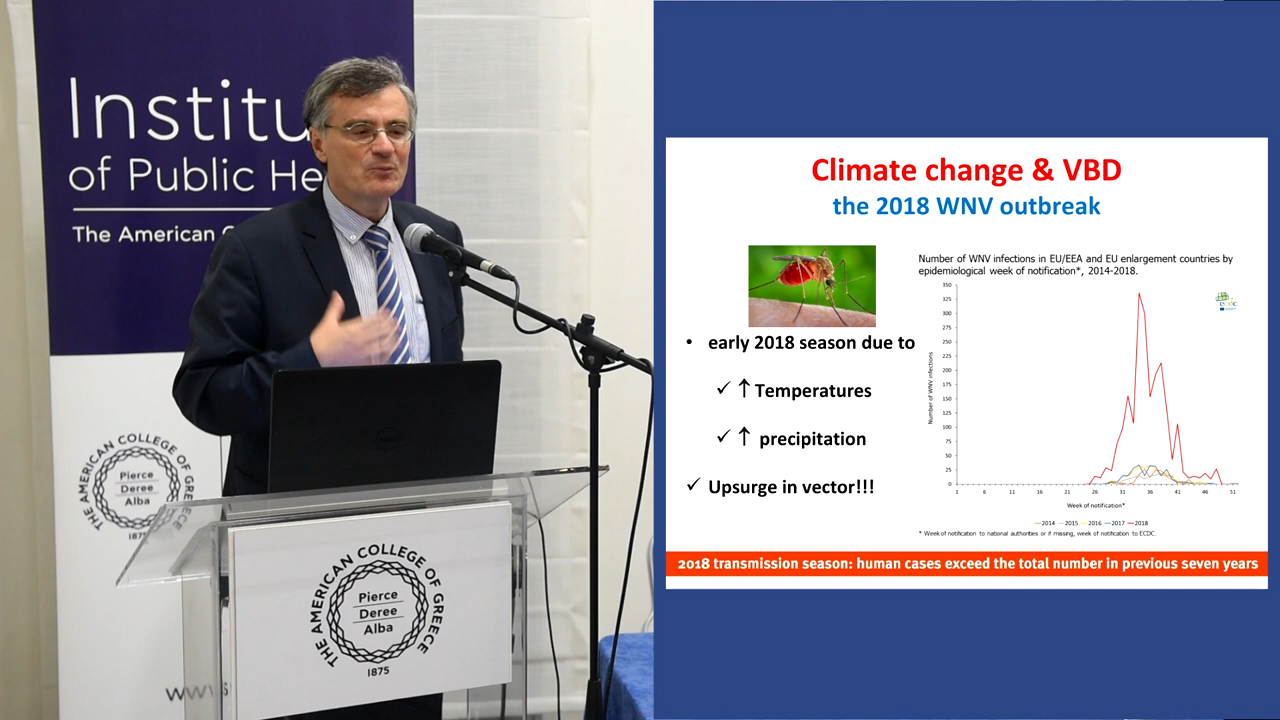 Institu
of Public He
The American C
THE AMERICAN COLLEGE OF GREECE
Pierce
Deree
Alba
187
www
THE AMERICAN COLLEGE OF GREECE
Pierce
Deree
Alba
1875
Climate change & VBD
the 2018 WNV outbreak
• early 2018 season due to
✓ ↑ Temperatures
✓ ↑ precipitation
✓ Upsurge in vector!!!
Number of WNV infections in EU/EEA and EU enlargement countries by
epidemiological week of notification*, 2014-2018.
350
325
300
275
250
225
200
175
150
125
100
75
50
25
0
Number of WNV infections
1 6 11 16 21 26 31 36 41 46 51
Week of notification*
2014 2015 2016 2017 2018
* Week of notification to national authorities or if missing, week of notification to ECDC.
ecdc
2018 transmission season: human cases exceed the total number in previous seven years